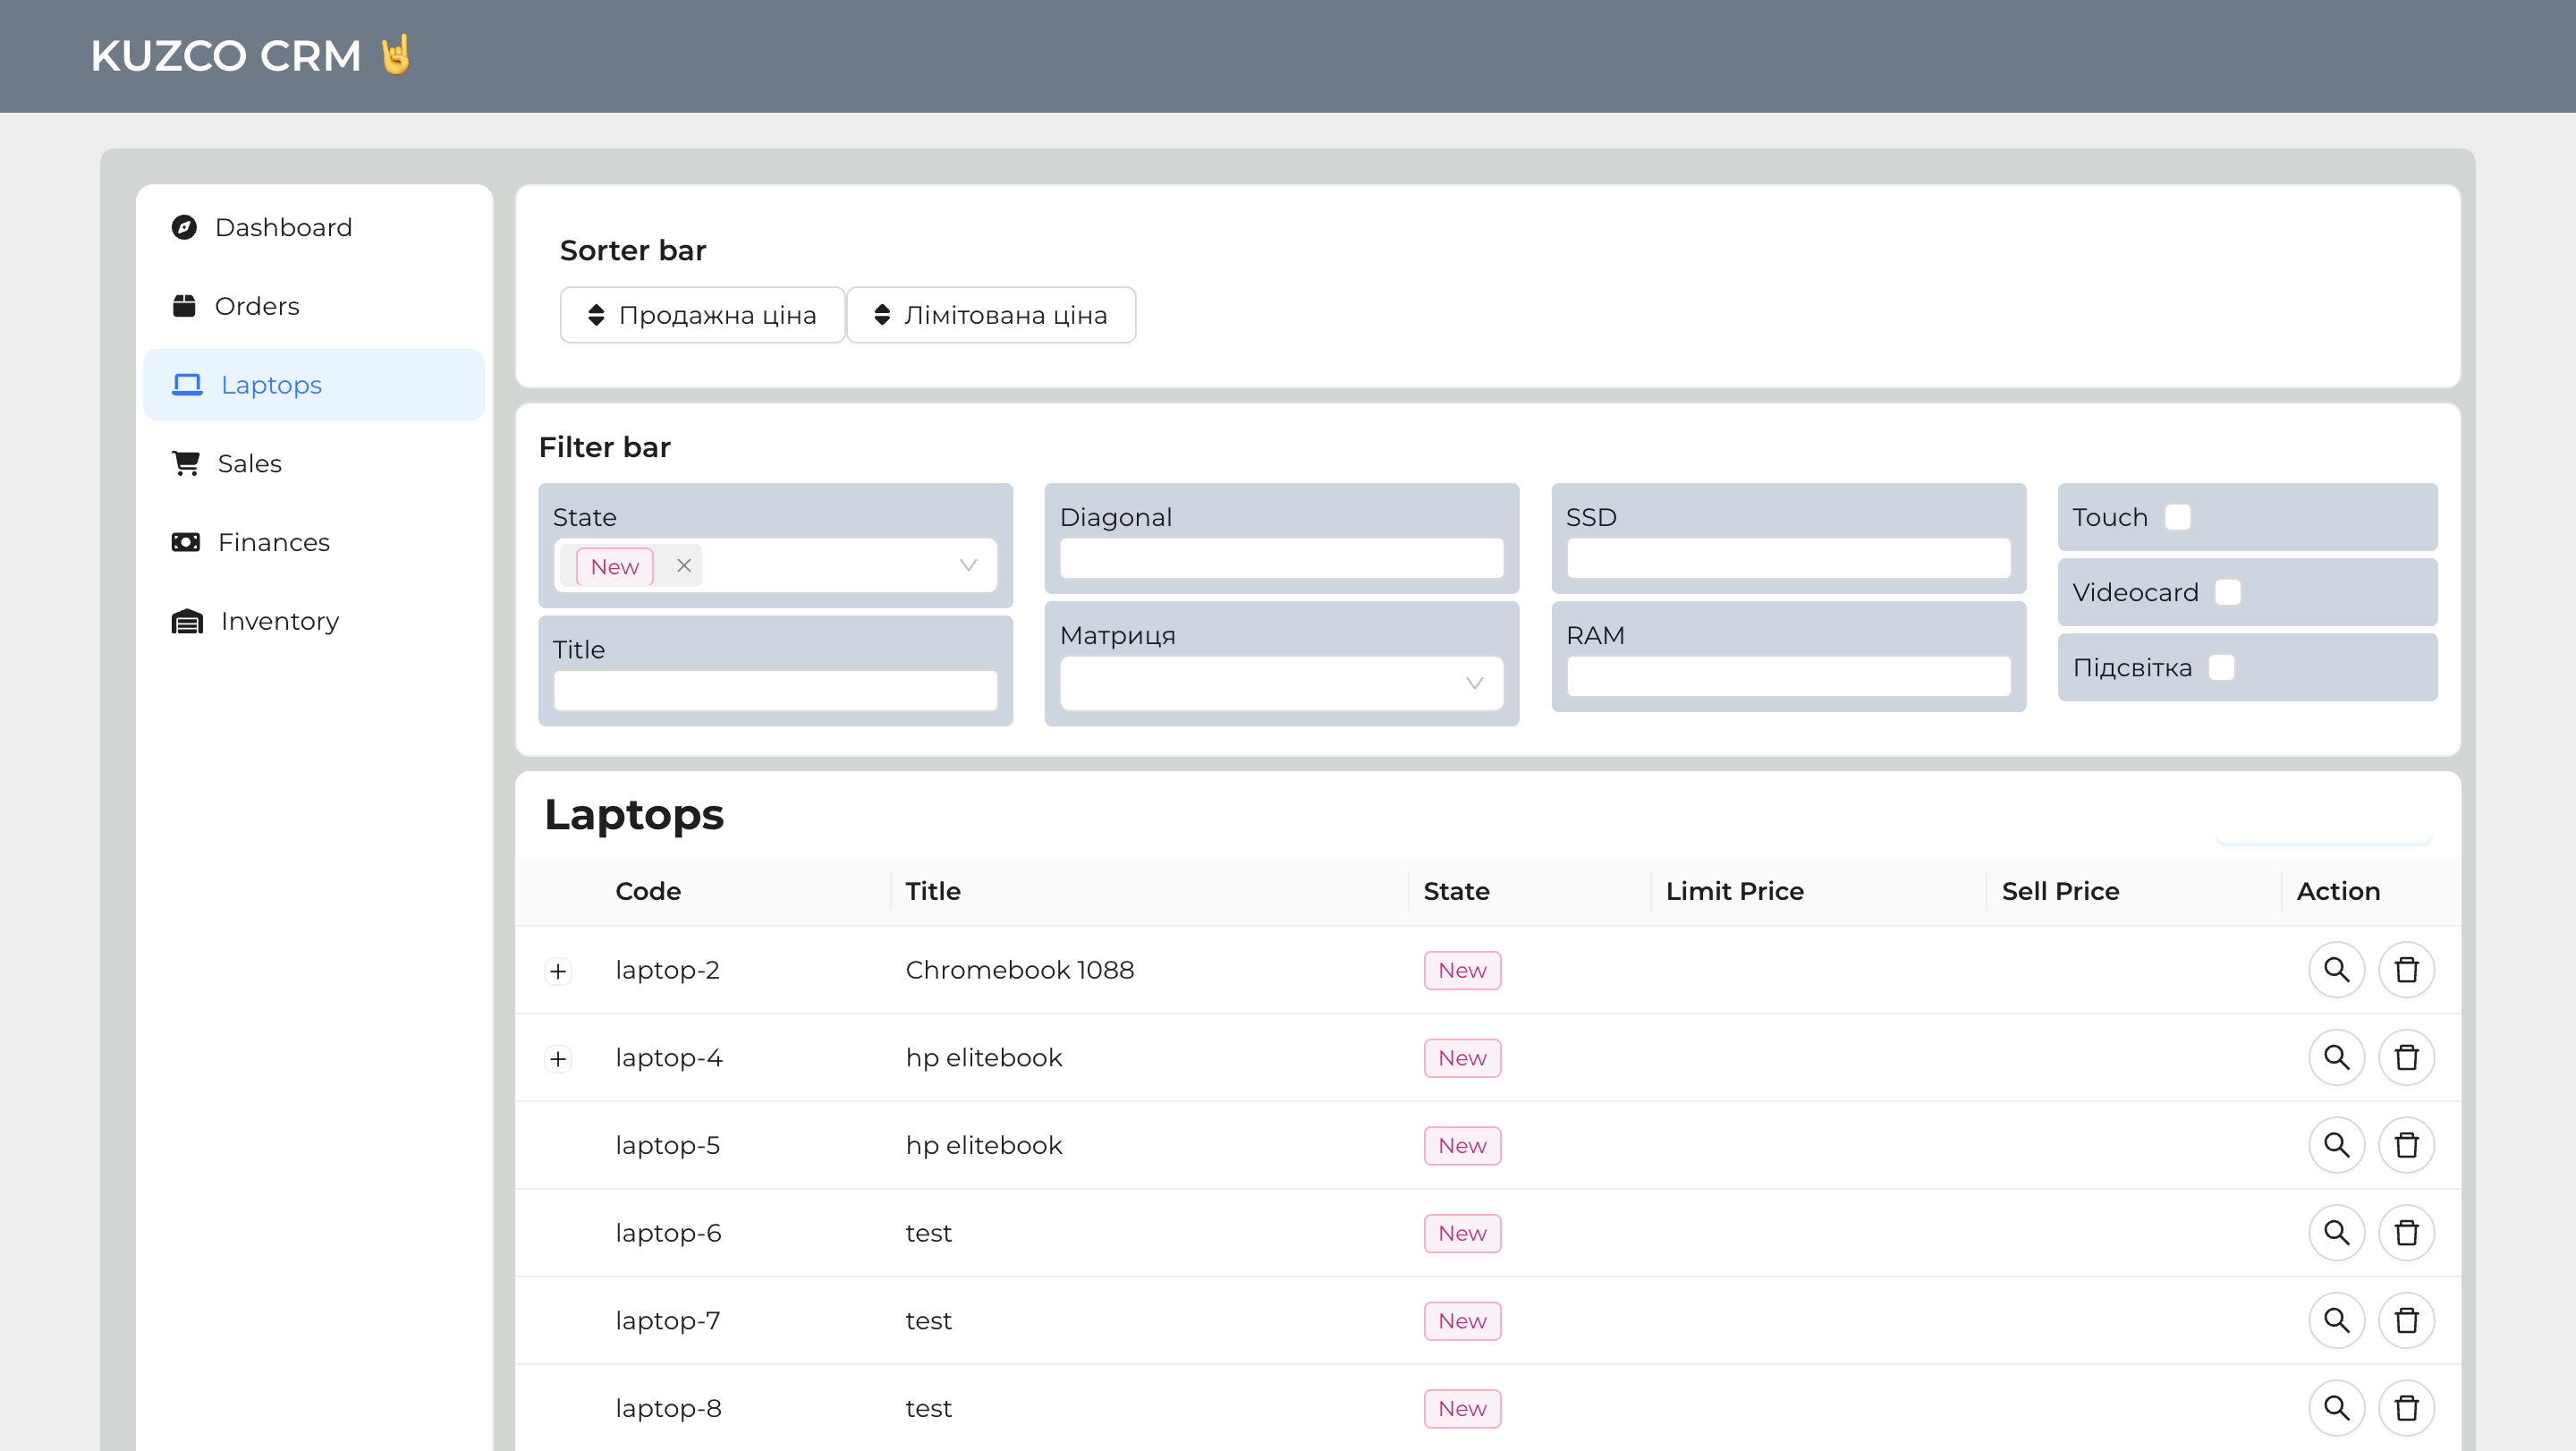 KUZCO CRM 🤘
Dashboard
Orders
Laptops
Sales
Finances
Inventory
Sorter bar
Продажна ціна
Лімітована ціна
Filter bar
State
New
Title
Diagonal
Матриця
SSD
RAM
Touch
Videocard
Підсвітка
Laptops
Code Title State Limit Price Sell Price Action
laptop-2 Chromebook 1088 New
laptop-4 hp elitebook New
laptop-5 hp elitebook New
laptop-6 test New
laptop-7 test New
laptop-8 test New